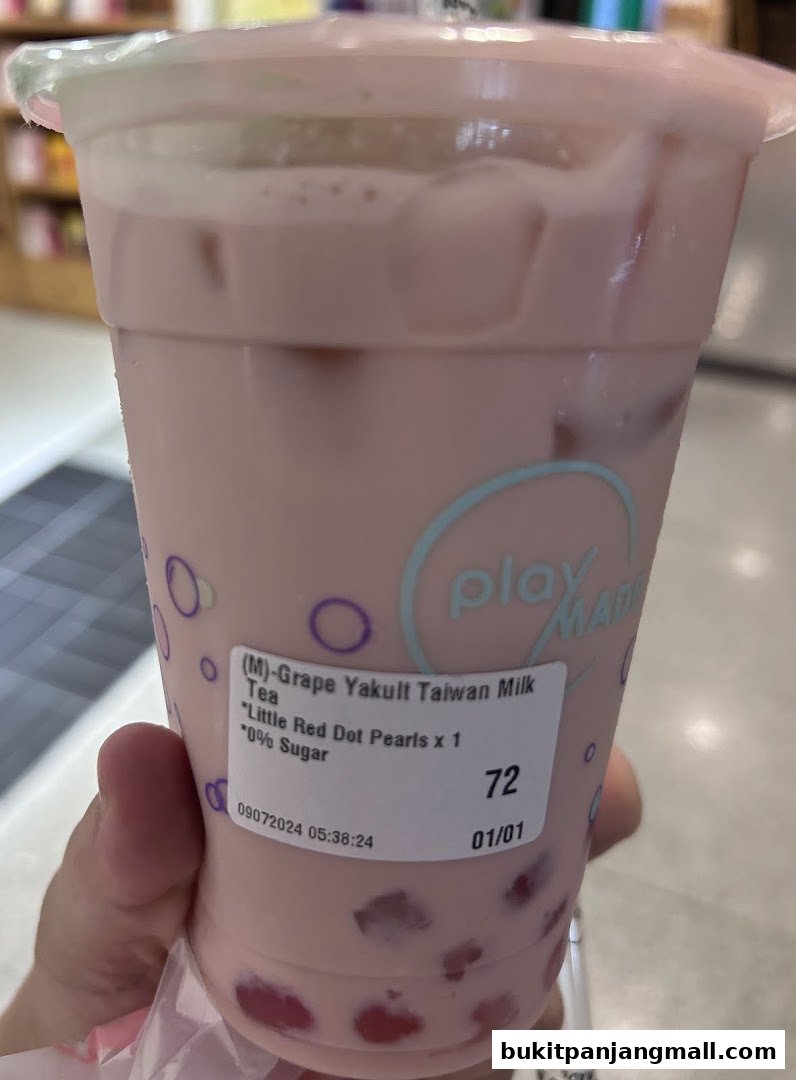 play
MADE
(M)-Grape Yakult Taiwan Milk
Tea
*Little Red Dot Pearls x 1
*0% Sugar
72
09072024 05:38:24
01/01
bukitpanjangmall.com